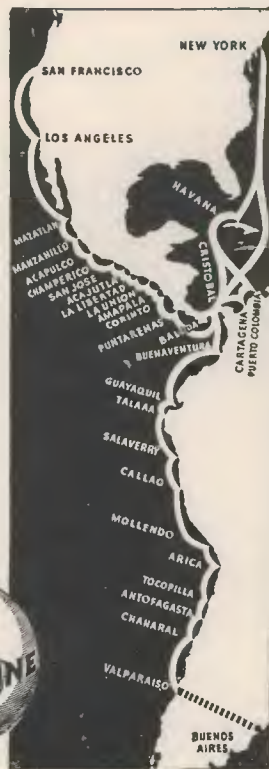 NEW YORK
SAN FRANCISCO
LOS ANGELES
HAVANA
MAZATLAN
MANZANILLO
ACAPULCO
CHAMPERICO
SAN JOSE
ACAJUTLA
LA LIBERTAD
LA UNION
AMAPALA
CORINTO
PUNTARENAS
CRISTOBAL
BALBOA
BUENAVENTURA
CARTAGENA
PUERTO COLOMBIA
GUAYAQUIL
TALARA
SALAVERRY
CALLAO
MOLLENDO
ARICA
TOCOPILLA
ANTOFAGASTA
CHANARAL
VALPARAISO
BUENOS
AIRES